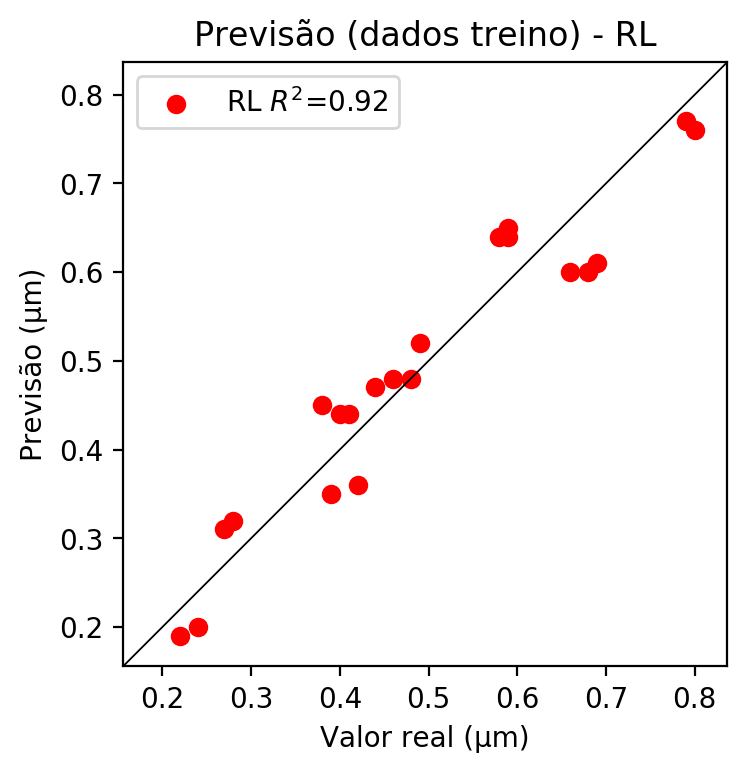 Previsão (dados treino) - RL
RL R²=0.92
Previsão (µm)
0.8
0.7
0.6
0.5
0.4
0.3
0.2
0.2 0.3 0.4 0.5 0.6 0.7 0.8
Valor real (µm)